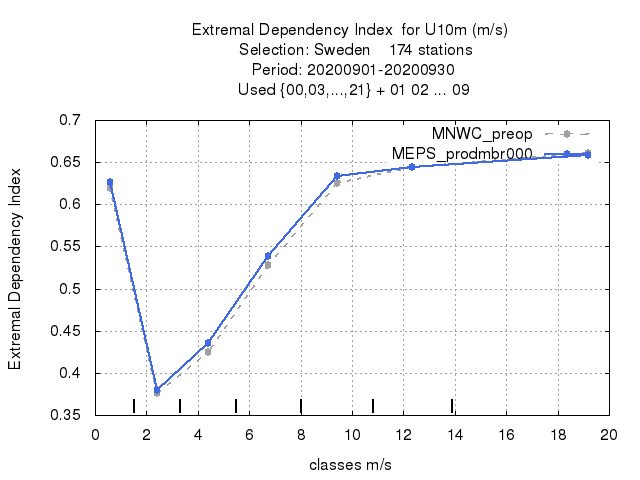 Extremal Dependency Index  for U10m (m/s)
Selection: Sweden    174 stations
Period: 20200901-20200930
Used {00,03,...,21} + 01 02 ... 09
MNWC_preop
MEPS_prodmbr000
Extremal Dependency Index
0.7
0.65
0.6
0.55
0.5
0.45
0.4
0.35
0 2 4 6 8 10 12 14 16 18 20
classes m/s